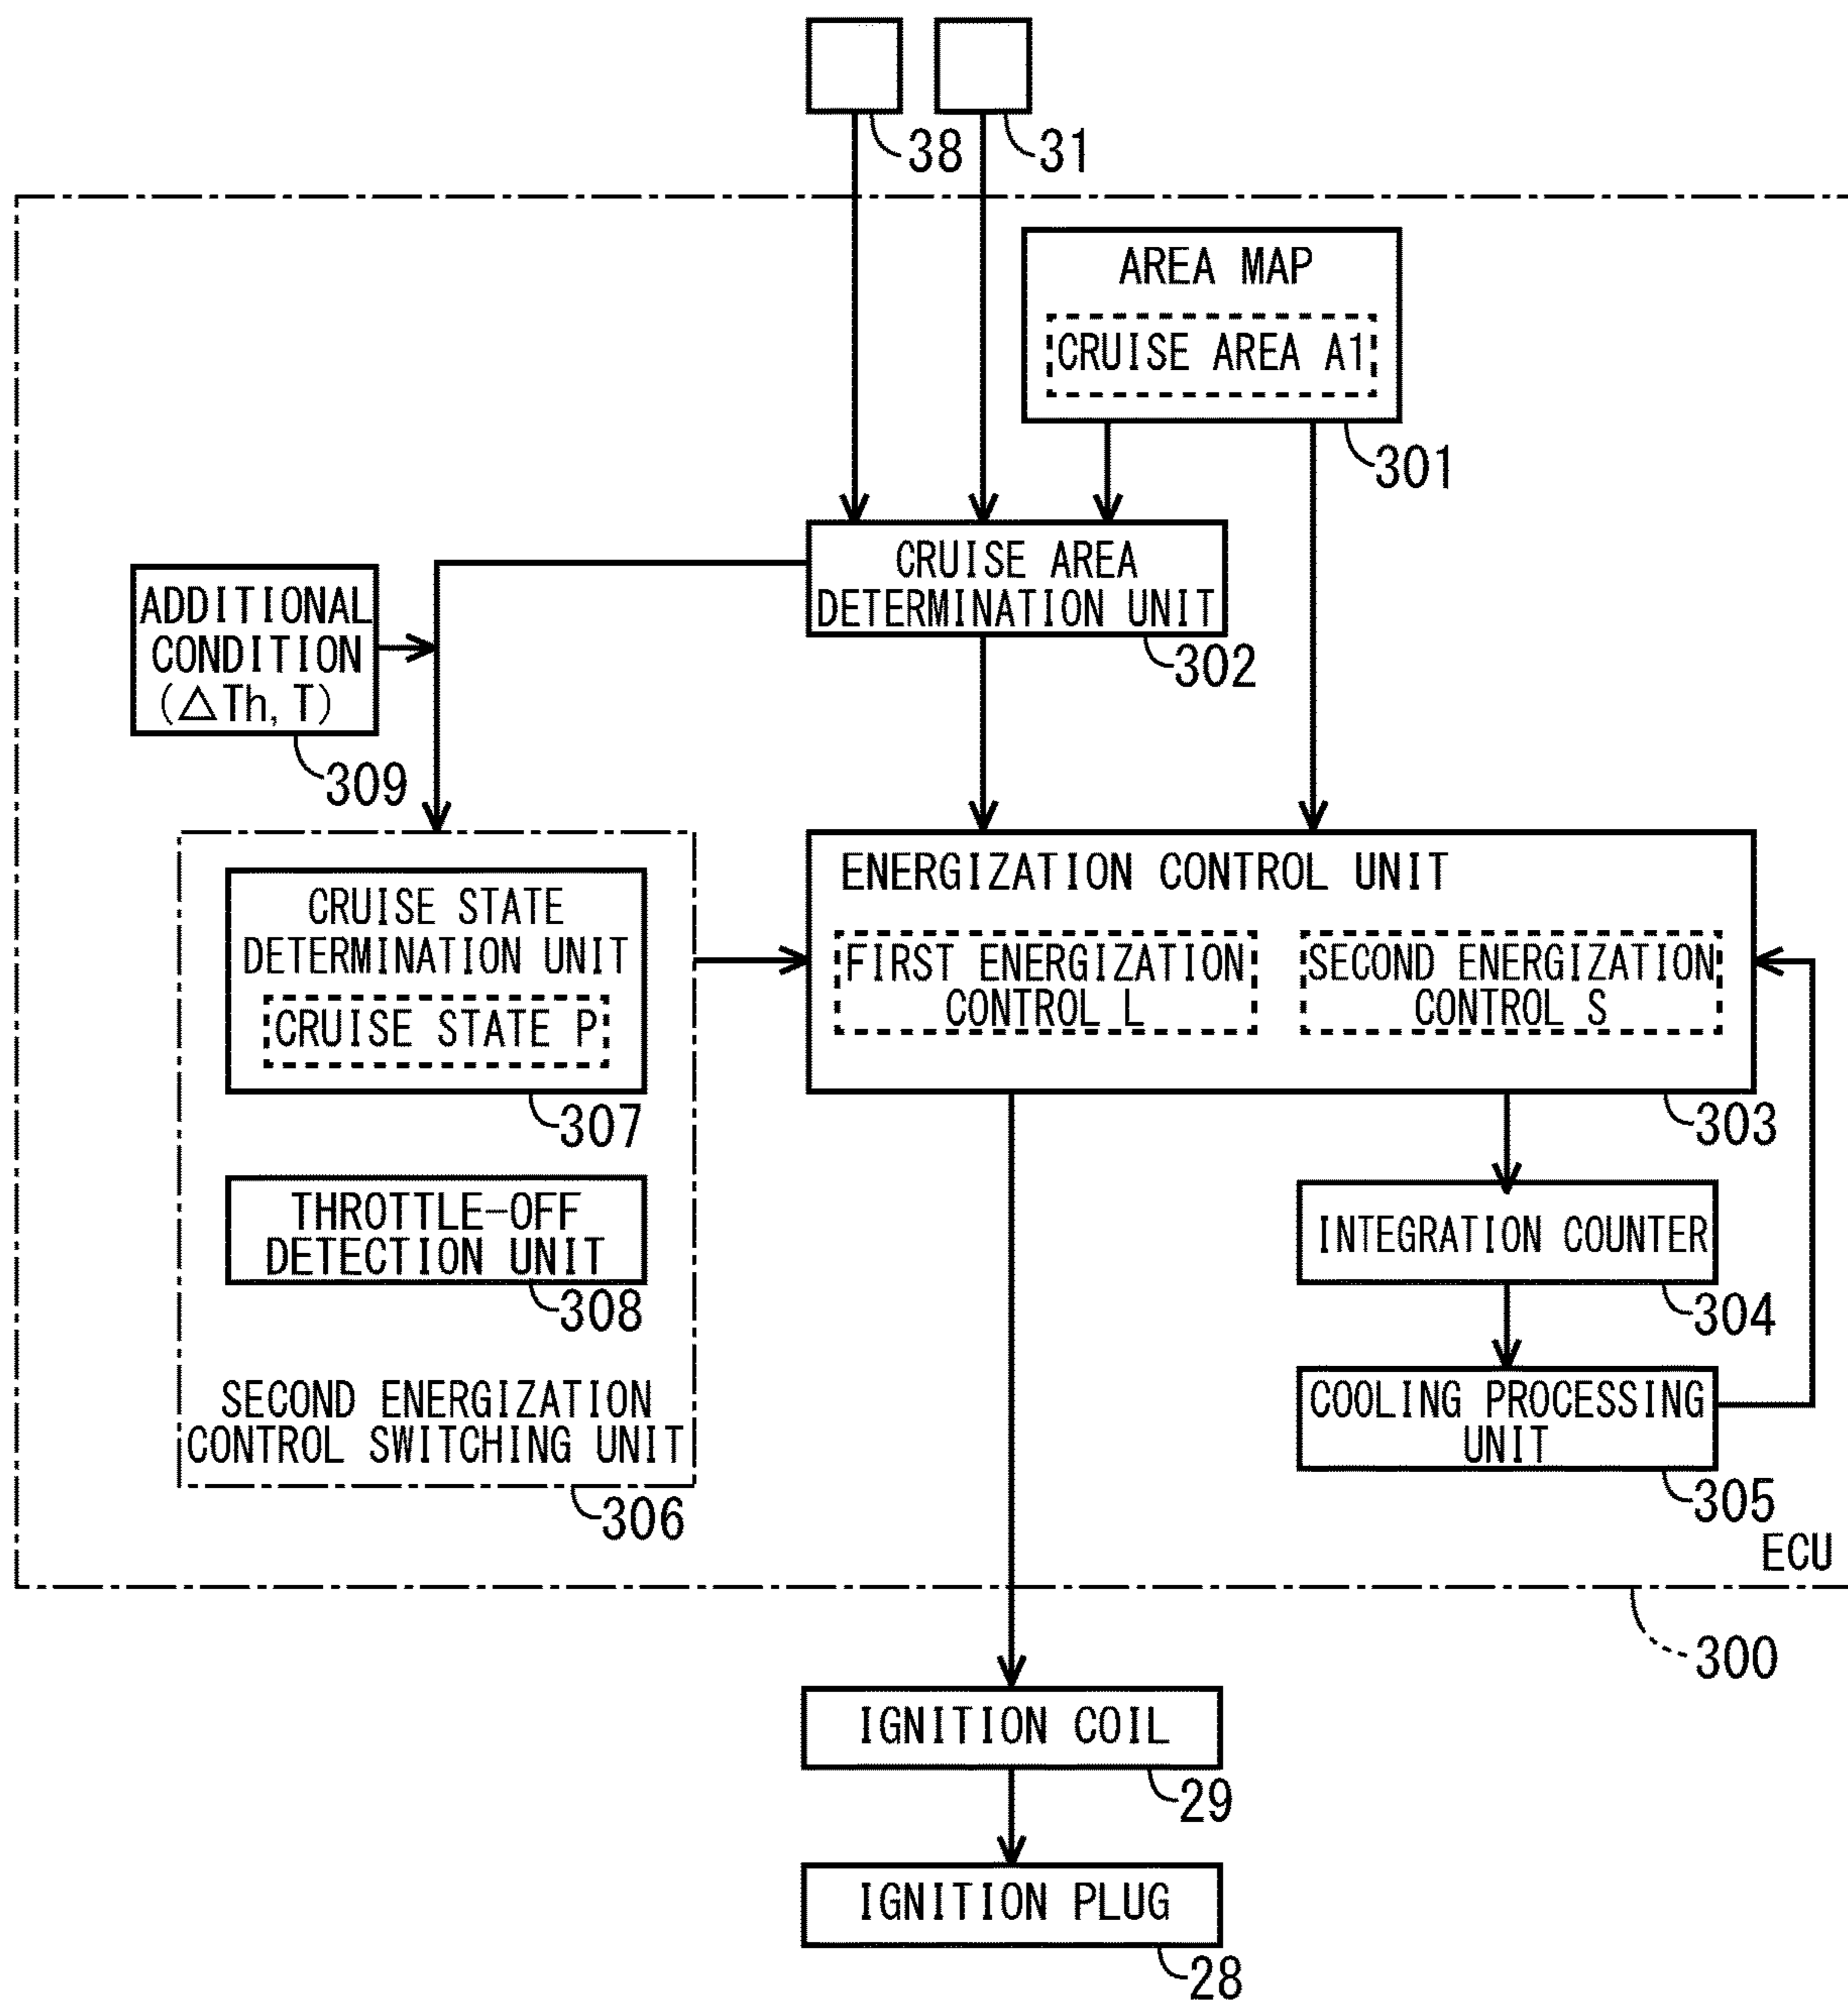 38
31
AREA MAP
CRUISE AREA A1
301
CRUISE AREA
DETERMINATION UNIT
302
ADDITIONAL
CONDITION
(△Th, T)
309
ENERGIZATION CONTROL UNIT
FIRST ENERGIZATION
CONTROL L
SECOND ENERGIZATION
CONTROL S
303
CRUISE STATE
DETERMINATION UNIT
CRUISE STATE P
307
THROTTLE-OFF
DETECTION UNIT
308
SECOND ENERGIZATION
CONTROL SWITCHING UNIT
306
INTEGRATION COUNTER
304
COOLING PROCESSING
UNIT
305
ECU
300
IGNITION COIL
29
IGNITION PLUG
28